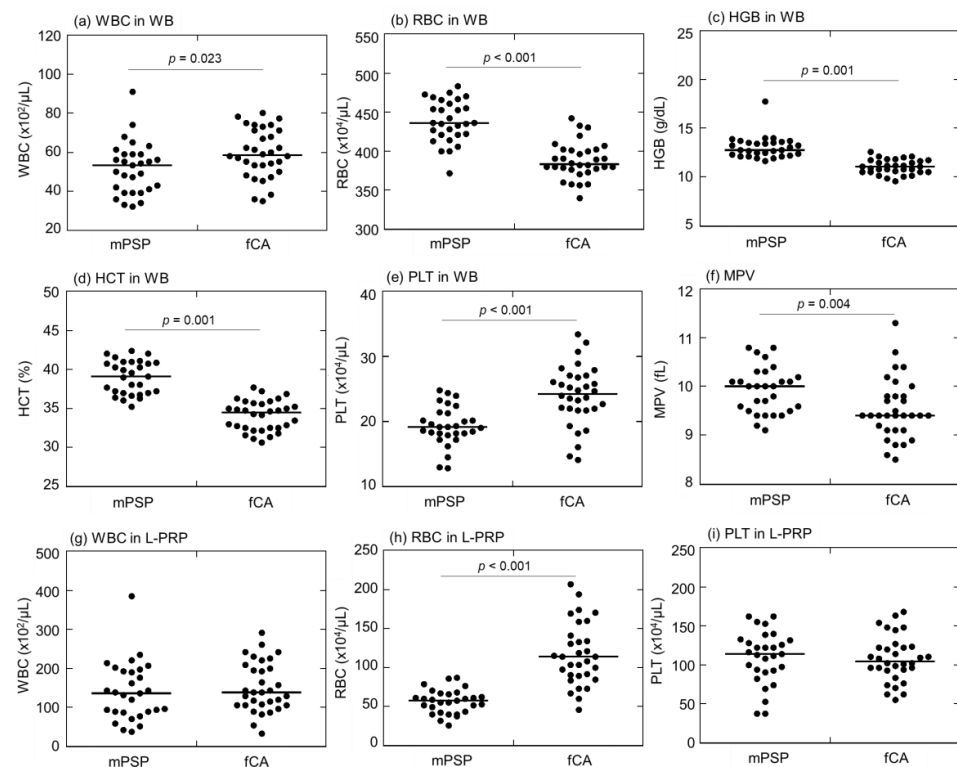 (a) WBC in WB
120
100
80
60
40
20
WBC (x10²/μL)
p = 0.023
mPSP
fCA
(b) RBC in WB
500
450
400
350
300
RBC (x10⁴/μL)
p < 0.001
mPSP
fCA
(c) HGB in WB
25
20
15
10
5
HGB (g/dL)
p = 0.001
mPSP
fCA
(d) HCT in WB
50
45
40
35
30
25
HCT (%)
p = 0.001
mPSP
fCA
(e) PLT in WB
40
30
20
10
PLT (x10⁴/μL)
p < 0.001
mPSP
fCA
(f) MPV
12
11
10
9
8
MPV (fL)
p = 0.004
mPSP
fCA
(g) WBC in L-PRP
500
400
300
200
100
0
WBC (x10²/μL)
mPSP
fCA
(h) RBC in L-PRP
250
200
150
100
50
0
RBC (x10⁴/μL)
p < 0.001
mPSP
fCA
(i) PLT in L-PRP
250
200
150
100
50
0
PLT (x10⁴/μL)
mPSP
fCA